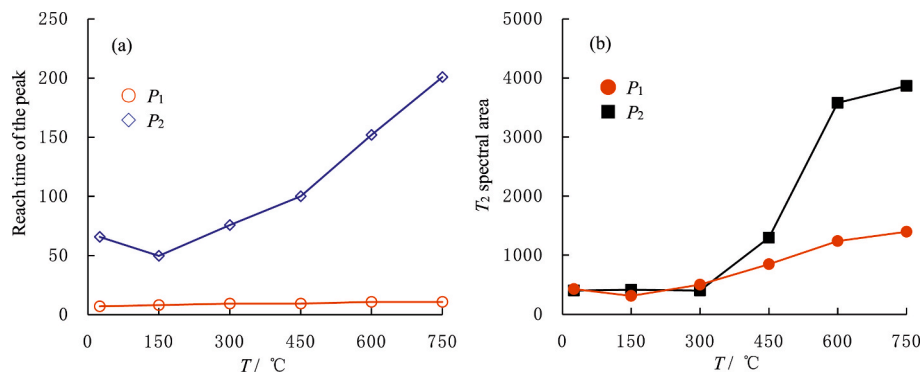 (a)
P1
P2
Reach time of the peak
250
200
150
100
50
0
0 150 300 450 600 750
T / ℃
(b)
P1
P2
T2 spectral area
5000
4000
3000
2000
1000
0
0 150 300 450 600 750
T / ℃